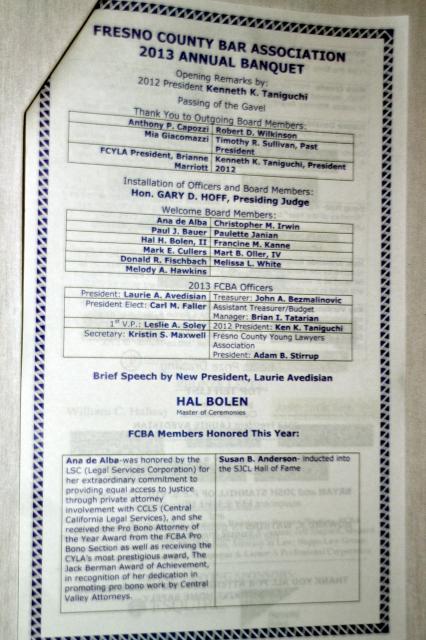 FRESNO COUNTY BAR ASSOCIATION
2013 ANNUAL BANQUET
Opening Remarks by:
2012 President Kenneth K. Taniguchi
Passing of the Gavel
Thank You to Outgoing Board Members:
Anthony P. Capozzi Robert D. Wilkinson
Mia Giacomazzi Timothy R. Sullivan, Past
President
FCYLA President, Brianne Kenneth K. Taniguchi, President
Marriott 2012
Installation of Officers and Board Members:
Hon. GARY D. HOFF, Presiding Judge
Welcome Board Members:
Ana de Alba Christopher M. Irwin
Paul J. Bauer Paulette Janian
Hal H. Bolen, II Francine M. Kanne
Mark E. Cullers Mart B. Oller, IV
Donald R. Fischbach Melissa L. White
Melody A. Hawkins
2013 FCBA Officers
President: Laurie A. Avedisian Treasurer: John A. Bezmalinovic
President Elect: Carl M. Faller Assistant Treasurer/Budget
Manager: Brian I. Tatarian
1st V.P.: Leslie A. Soley 2012 President: Ken K. Taniguchi
Secretary: Kristin S. Maxwell Fresno County Young Lawyers
Association
President: Adam B. Stirrup
Brief Speech by New President, Laurie Avedisian
HAL BOLEN
Master of Ceremonies
FCBA Members Honored This Year:
Ana de Alba-was honored by the
LSC (Legal Services Corporation) for
her extraordinary commitment to
providing equal access to justice
through private attorney
involvement with CCLS (Central
California Legal Services), and she
received the Pro Bono Attorney of
the Year Award from the FCBA Pro
Bono Section as well as receiving the
CYLA's most prestigious award, The
Jack Berman Award of Achievement,
in recognition of her dedication in
promoting pro bono work by Central
Valley Attorneys.
Susan B. Anderson- inducted into
the SJCL Hall of Fame